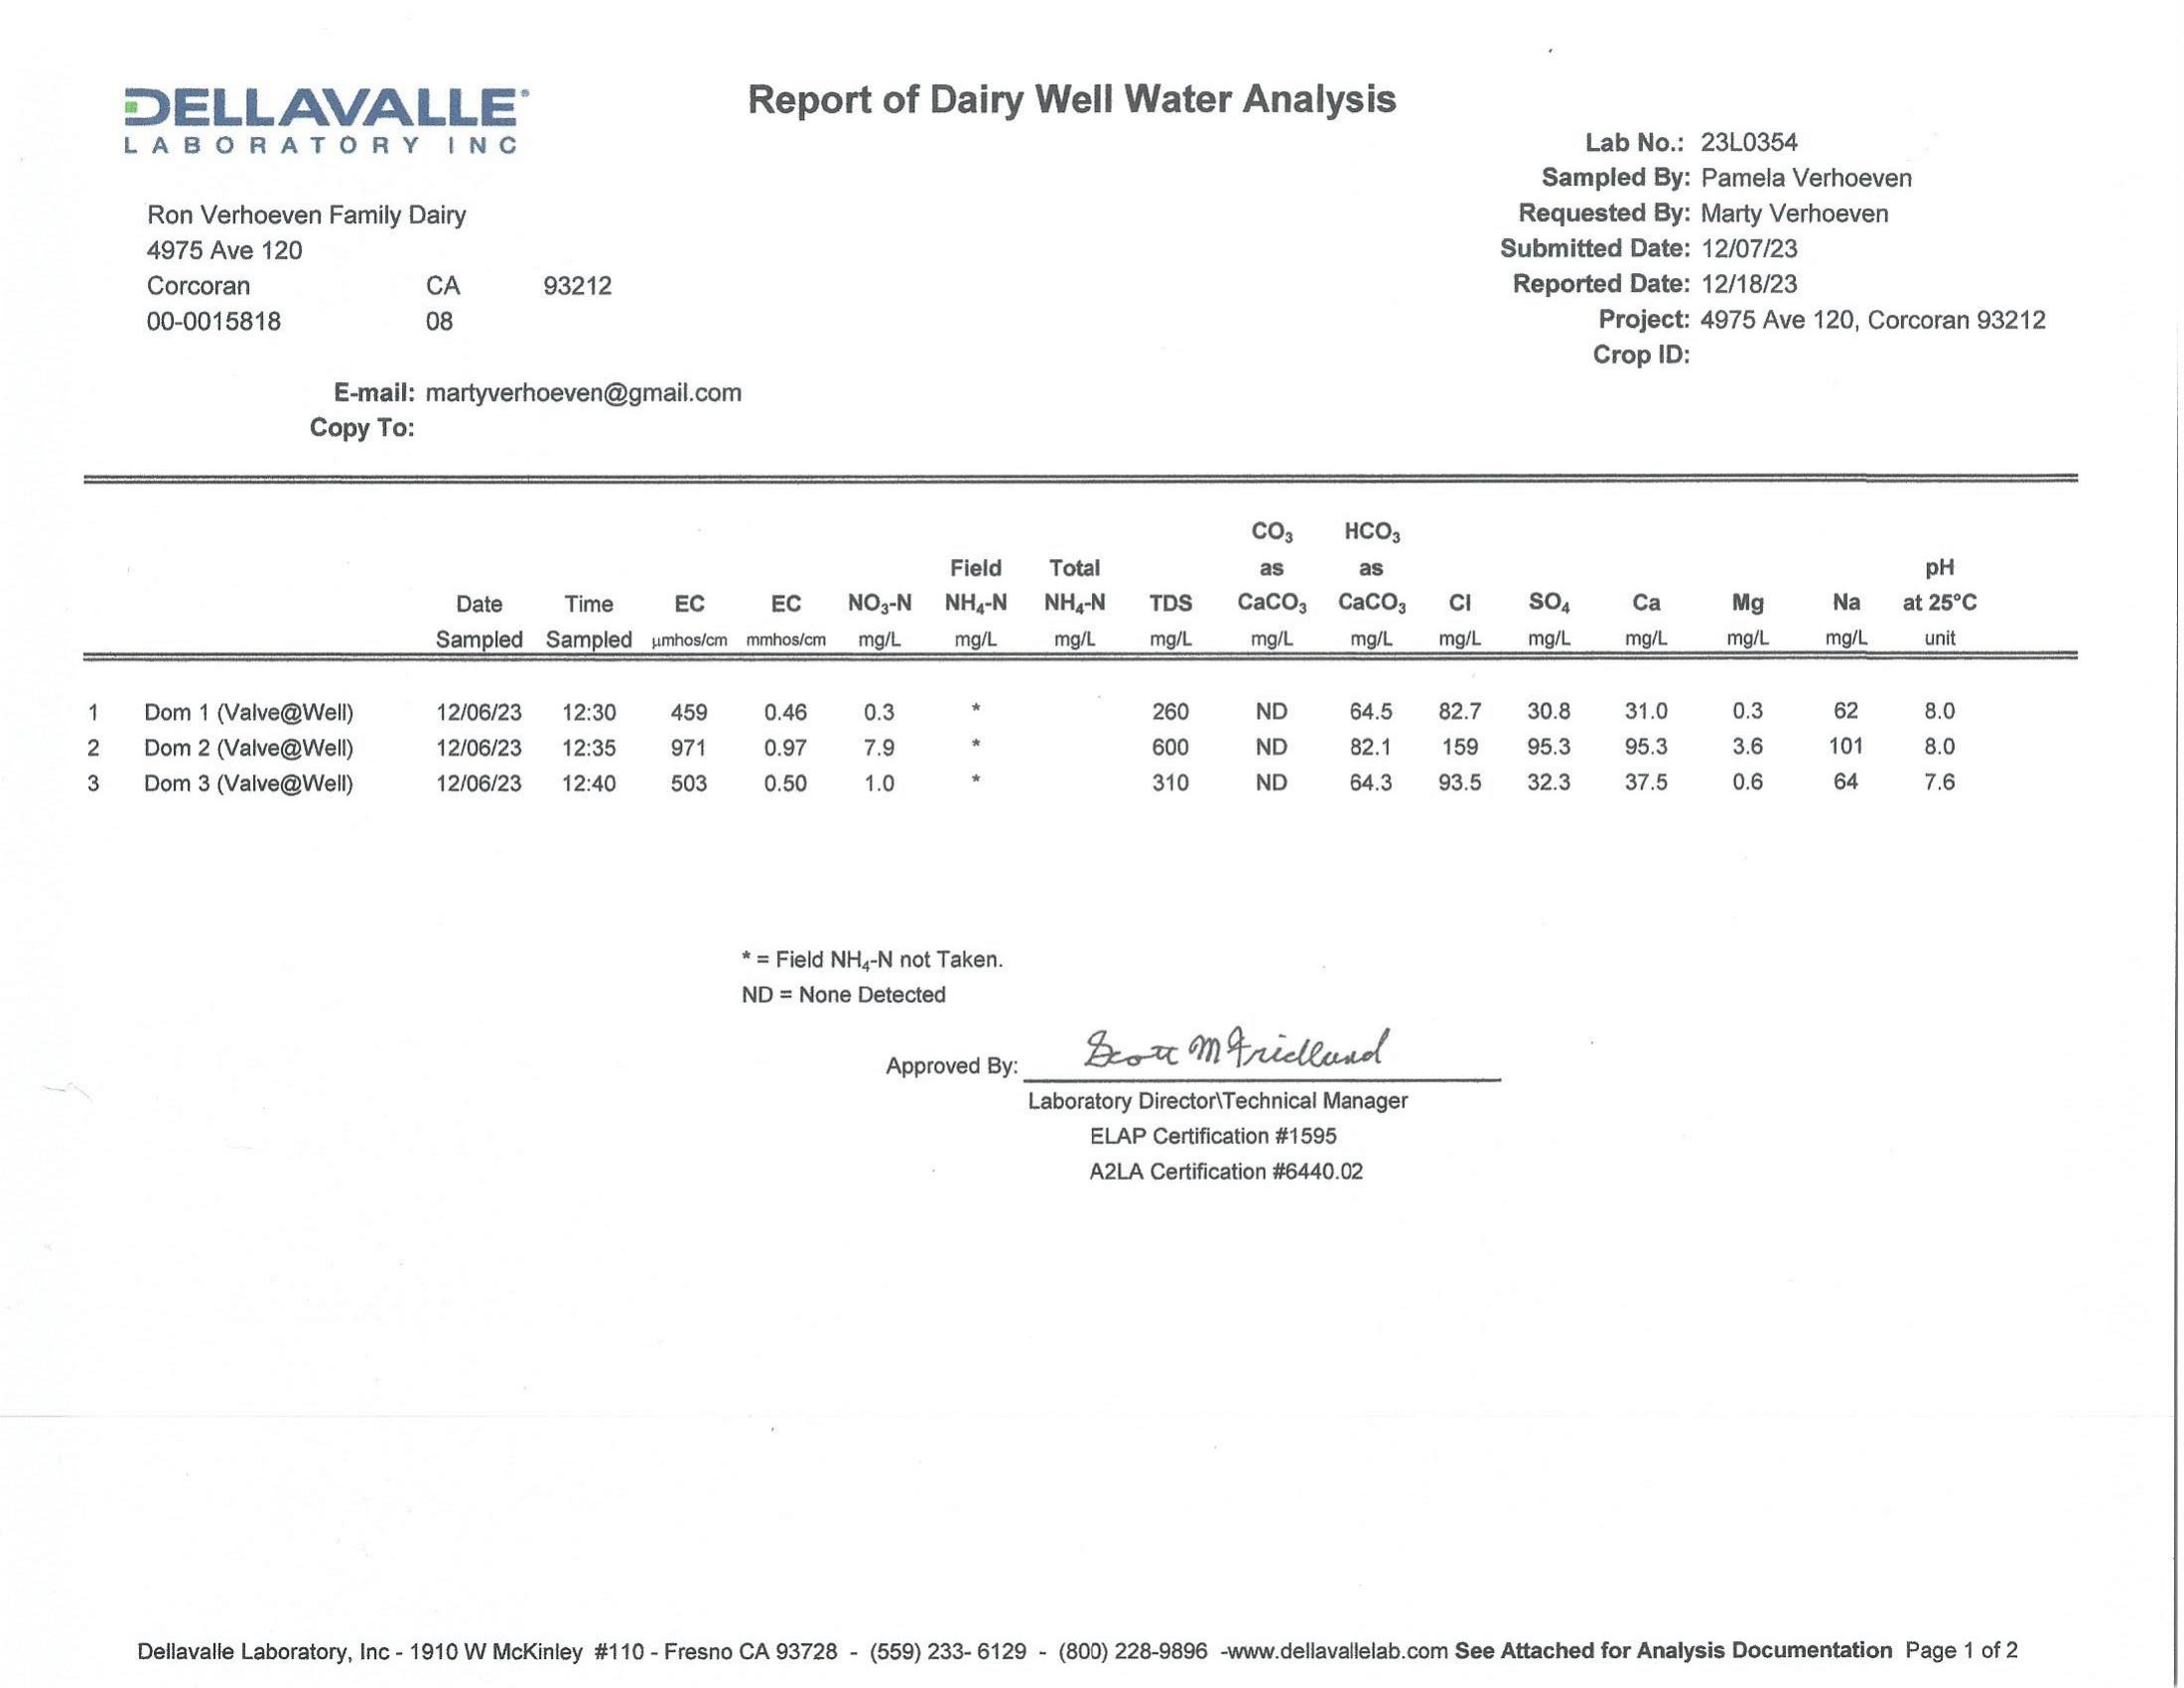 DELLAVALLE
LABORATORY INC
Report of Dairy Well Water Analysis
Lab No.: 23L0354
Sampled By: Pamela Verhoeven
Requested By: Marty Verhoeven
Submitted Date: 12/07/23
Reported Date: 12/18/23
Project: 4975 Ave 120, Corcoran 93212
Crop ID:
Ron Verhoeven Family Dairy
4975 Ave 120
Corcoran CA 93212
00-0015818 08
E-mail: martyverhoeven@gmail.com
Copy To:
CO₃ HCO₃
Field Total as as pH
Date Time EC EC NO₃-N NH₄-N NH₄-N TDS CaCO₃ CaCO₃ Cl SO₄ Ca Mg Na at 25°C
Sampled Sampled µmhos/cm mmhos/cm mg/L mg/L mg/L mg/L mg/L mg/L mg/L mg/L mg/L mg/L mg/L unit
1 Dom 1 (Valve@Well) 12/06/23 12:30 459 0.46 0.3 * 260 ND 64.5 82.7 30.8 31.0 0.3 62 8.0
2 Dom 2 (Valve@Well) 12/06/23 12:35 971 0.97 7.9 * 600 ND 82.1 159 95.3 95.3 3.6 101 8.0
3 Dom 3 (Valve@Well) 12/06/23 12:40 503 0.50 1.0 * 310 ND 64.3 93.5 32.3 37.5 0.6 64 7.6
* = Field NH₄-N not Taken.
ND = None Detected
Approved By: Scott M Fridlund
Laboratory Director\Technical Manager
ELAP Certification #1595
A2LA Certification #6440.02
Dellavalle Laboratory, Inc - 1910 W McKinley #110 - Fresno CA 93728 - (559) 233- 6129 - (800) 228-9896 -www.dellavallelab.com See Attached for Analysis Documentation Page 1 of 2